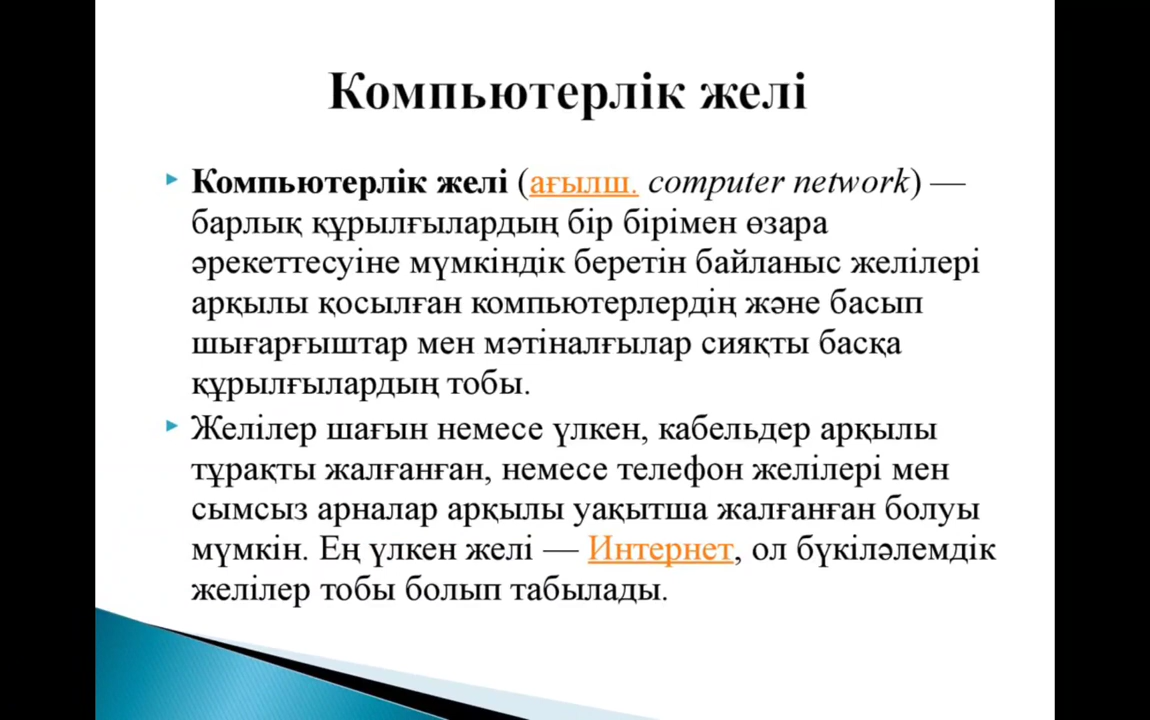 Компьютерлік желі
Компьютерлік желі (ағылш. computer network) —
барлық құрылғылардың бір бірімен өзара
әрекеттесуіне мүмкіндік беретін байланыс желілері
арқылы қосылған компьютерлердің және басып
шығарғыштар мен мәтіналғылар сияқты басқа
құрылғылардың тобы.
Желілер шағын немесе үлкен, кабельдер арқылы
тұрақты жалғанған, немесе телефон желілері мен
сымсыз арналар арқылы уақытша жалғанған болуы
мүмкін. Ең үлкен желі — Интернет, ол бүкіләлемдік
желілер тобы болып табылады.